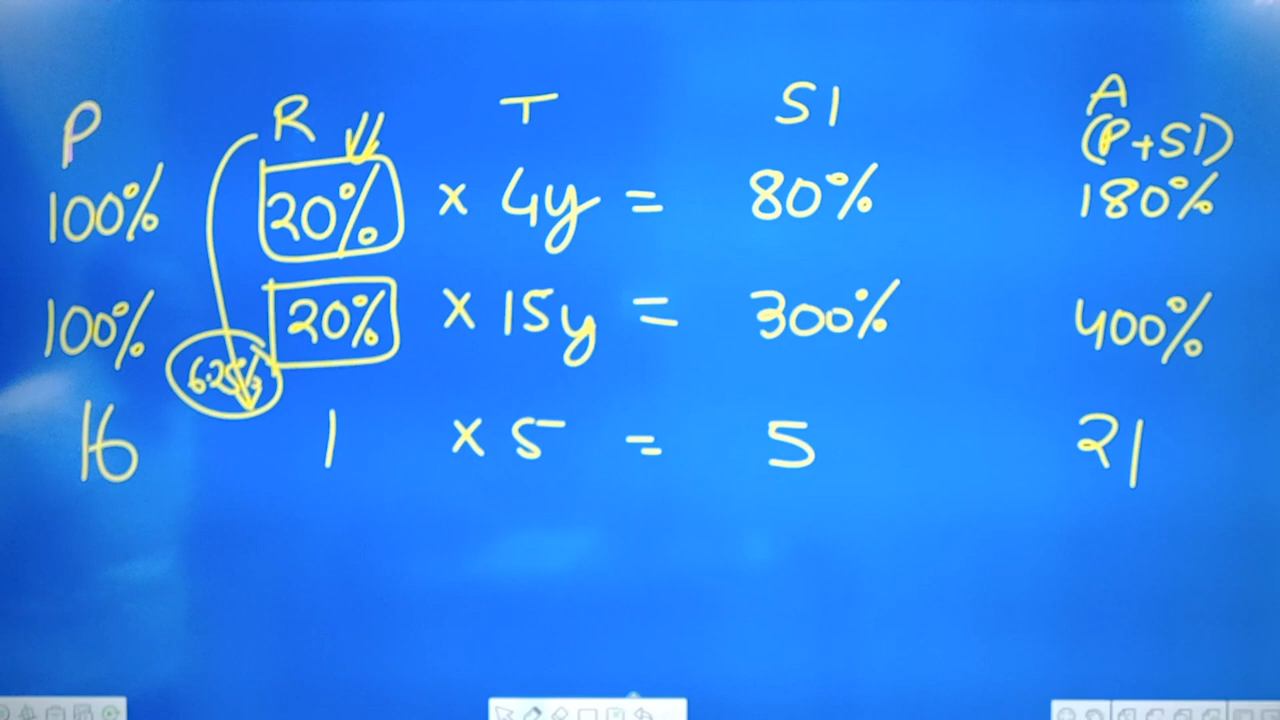 P R T SI A
(P+SI)
100% 20% × 4y = 80% 180%
100% 20% × 15y = 300% 400%
6.25%
16 1 × 5 = 5 21